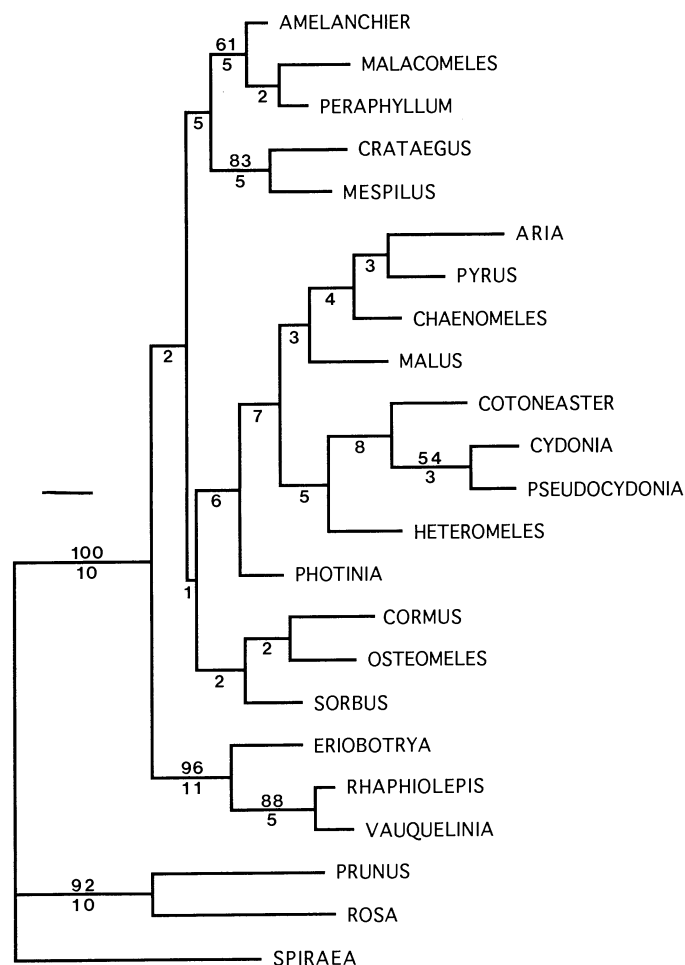 AMELANCHIER
61
5
MALACOMELES
2
PERAPHYLLUM
5
CRATAEGUS
83
5
MESPILUS
ARIA
3
PYRUS
4
CHAENOMELES
3
MALUS
2
COTONEASTER
7
8
CYDONIA
54
3
PSEUDOCYDONIA
5
6
HETEROMELES
100
10
PHOTINIA
1
CORMUS
2
OSTEOMELES
2
SORBUS
ERIOBOTRYA
96
11
RHAPHIOLEPIS
88
5
VAUQUELINIA
PRUNUS
92
10
ROSA
SPIRAEA